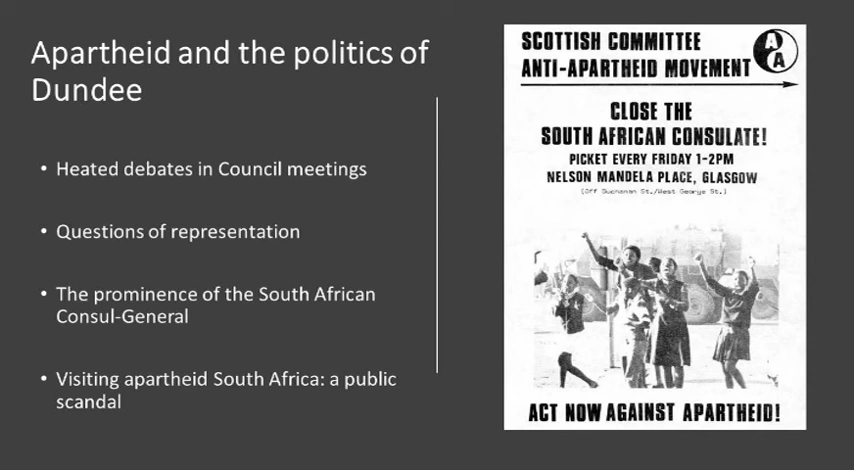 Apartheid and the politics of
Dundee
• Heated debates in Council meetings
• Questions of representation
• The prominence of the South African
Consul-General
• Visiting apartheid South Africa: a public
scandal
SCOTTISH COMMITTEE
ANTI-APARTHEID MOVEMENT
AA
CLOSE THE
SOUTH AFRICAN CONSULATE!
PICKET EVERY FRIDAY 1-2PM
NELSON MANDELA PLACE, GLASGOW
(Off Buchanan St./West George St.)
ACT NOW AGAINST APARTHEID!